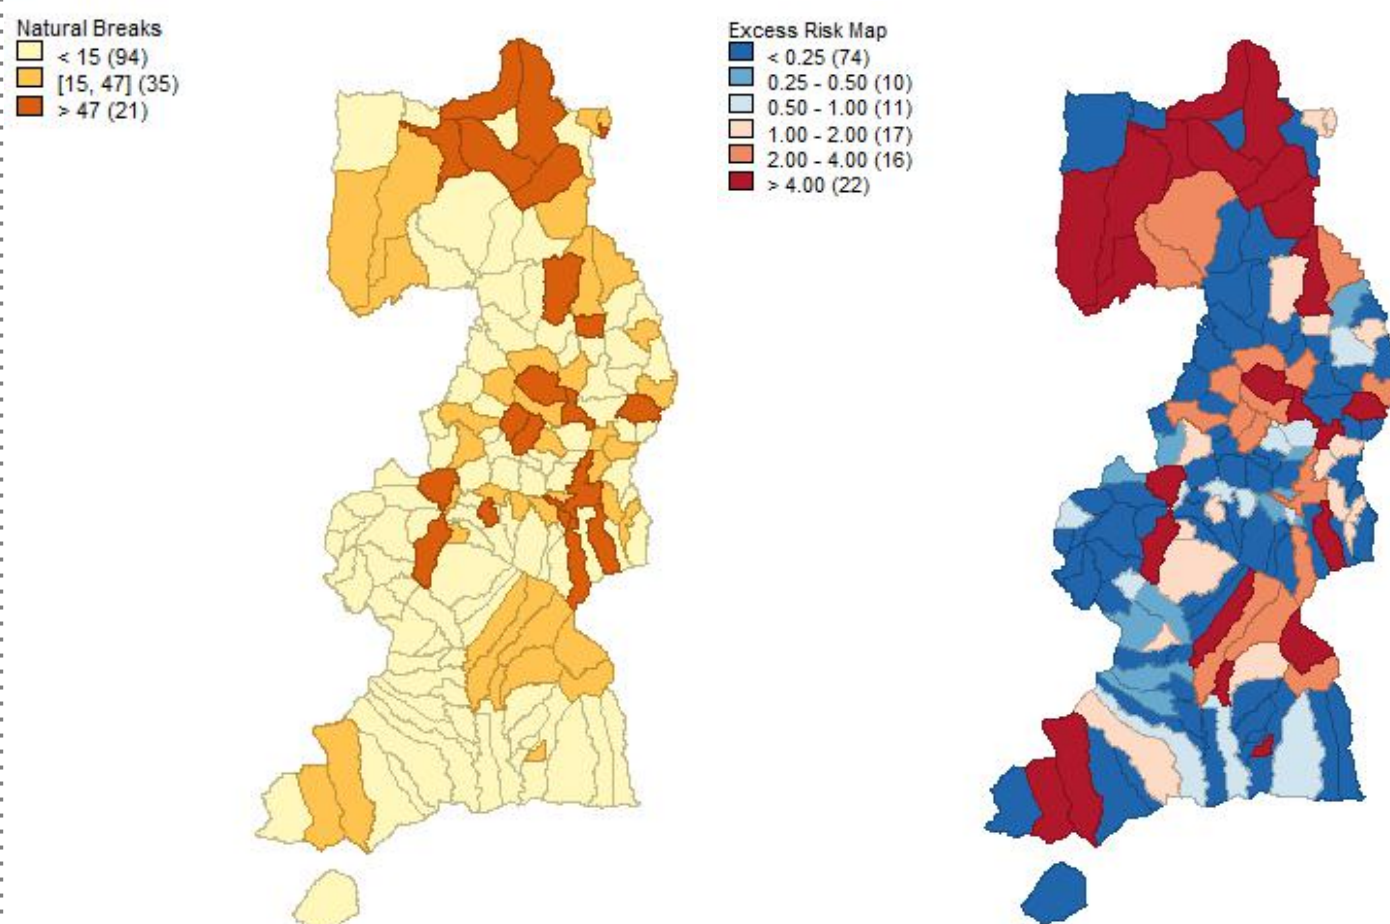 Natural Breaks
< 15 (94)
[15, 47] (35)
> 47 (21)
Excess Risk Map
< 0.25 (74)
0.25 - 0.50 (10)
0.50 - 1.00 (11)
1.00 - 2.00 (17)
2.00 - 4.00 (16)
> 4.00 (22)